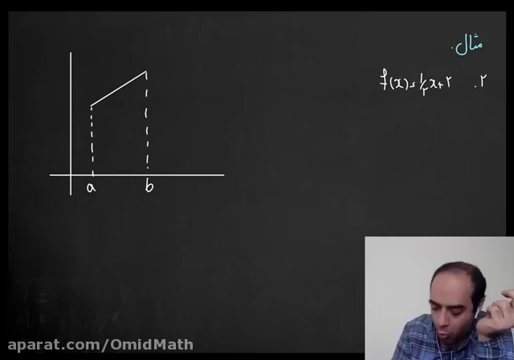 مثال.
۲. f(x) = ½x + ۲
a
b
aparat.com/OmidMath